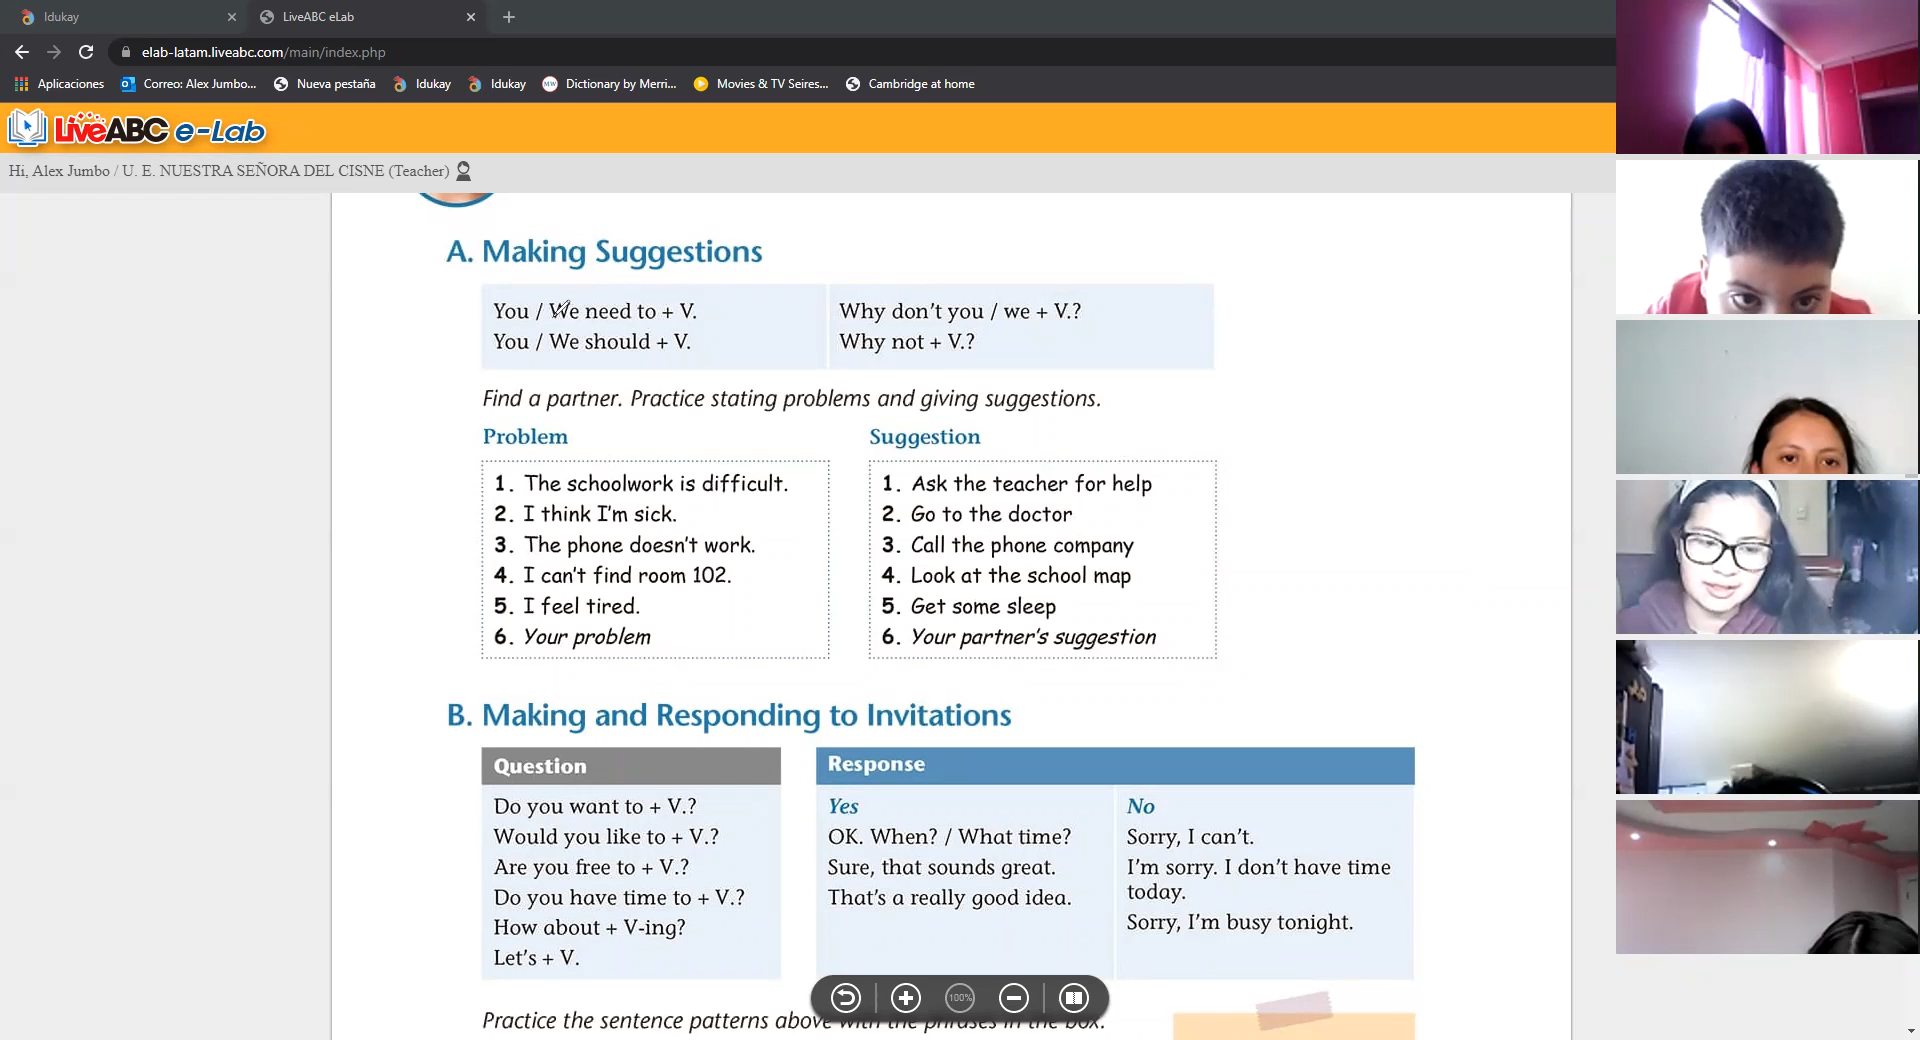 Idukay
LiveABC eLab
elab-latam.liveabc.com/main/index.php
Aplicaciones
Correo: Alex Jumbo...
Nueva pestaña
Idukay
Idukay
Dictionary by Merri...
Movies & TV Seires...
Cambridge at home
LiveABC e-Lab
Hi, Alex Jumbo / U. E. NUESTRA SEÑORA DEL CISNE (Teacher)
A. Making Suggestions
You / We need to + V.
You / We should + V.
Why don't you / we + V.?
Why not + V.?
Find a partner. Practice stating problems and giving suggestions.
Problem
1. The schoolwork is difficult.
2. I think I'm sick.
3. The phone doesn't work.
4. I can't find room 102.
5. I feel tired.
6. Your problem
Suggestion
1. Ask the teacher for help
2. Go to the doctor
3. Call the phone company
4. Look at the school map
5. Get some sleep
6. Your partner's suggestion
B. Making and Responding to Invitations
Question
Do you want to + V.?
Would you like to + V.?
Are you free to + V.?
Do you have time to + V.?
How about + V-ing?
Let's + V.
Response
Yes
OK. When? / What time?
Sure, that sounds great.
That's a really good idea.
No
Sorry, I can't.
I'm sorry. I don't have time
today.
Sorry, I'm busy tonight.
100%
Practice the sentence patterns above with the phrases in the box.